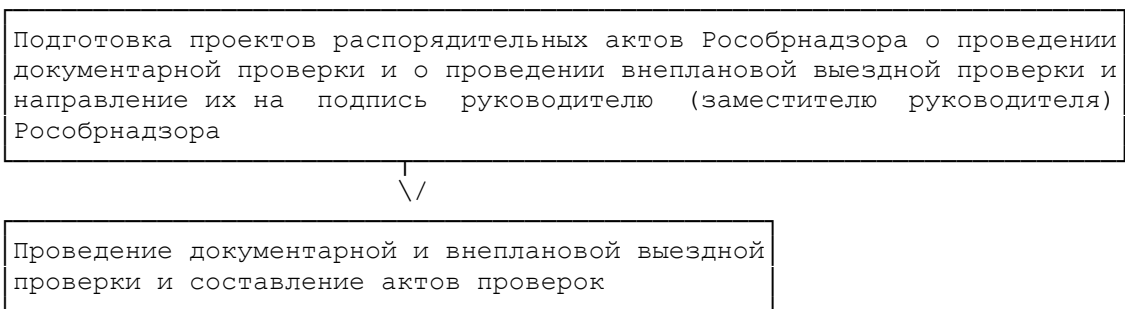 Подготовка проектов распорядительных актов Рособрнадзора о проведении
документарной проверки и о проведении внеплановой выездной проверки и
направление их на подпись руководителю (заместителю руководителя)
Рособрнадзора
\/
Проведение документарной и внеплановой выездной
проверки и составление актов проверок